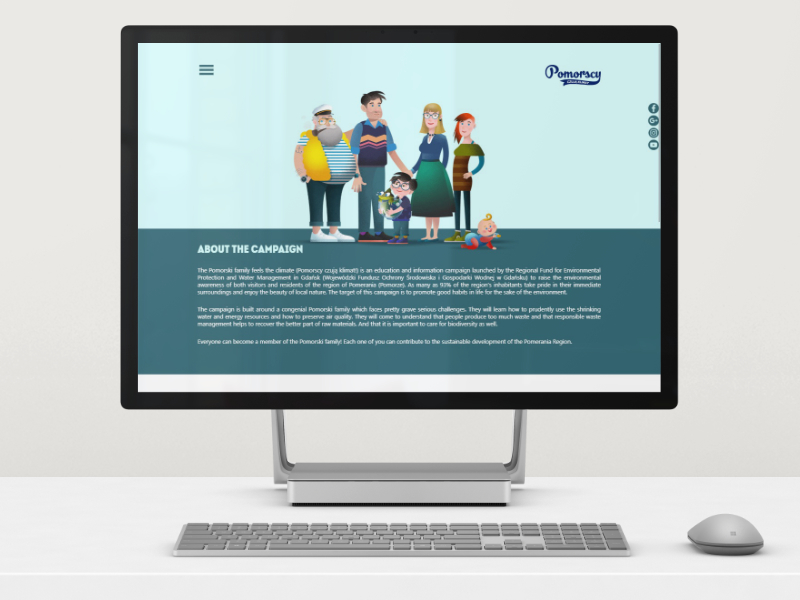 Pomorscy
ABOUT THE CAMPAIGN
The Pomorski family feels the climate (Pomorscy czują klimat!) is an education and information campaign launched by the Regional Fund for Environmental
Protection and Water Management in Gdańsk (Wojewódzki Fundusz Ochrony Środowiska i Gospodarki Wodnej w Gdańsku) to raise the environmental
awareness of both visitors and residents of the region of Pomerania (Pomorze). As many as 93% of the region's inhabitants take pride in their immediate
surroundings and enjoy the beauty of local nature. The target of this campaign is to promote good habits in life for the sake of the environment.
The campaign is built around a congenial Pomorski family which faces pretty grave serious challenges. They will learn how to prudently use the shrinking
water and energy resources and how to preserve air quality. They will come to understand that people produce too much waste and that responsible waste
management helps to recover the better part of raw materials. And that it is important to care for biodiversity as well.
Everyone can become a member of the Pomorski family! Each one of you can contribute to the sustainable development of the Pomerania Region.